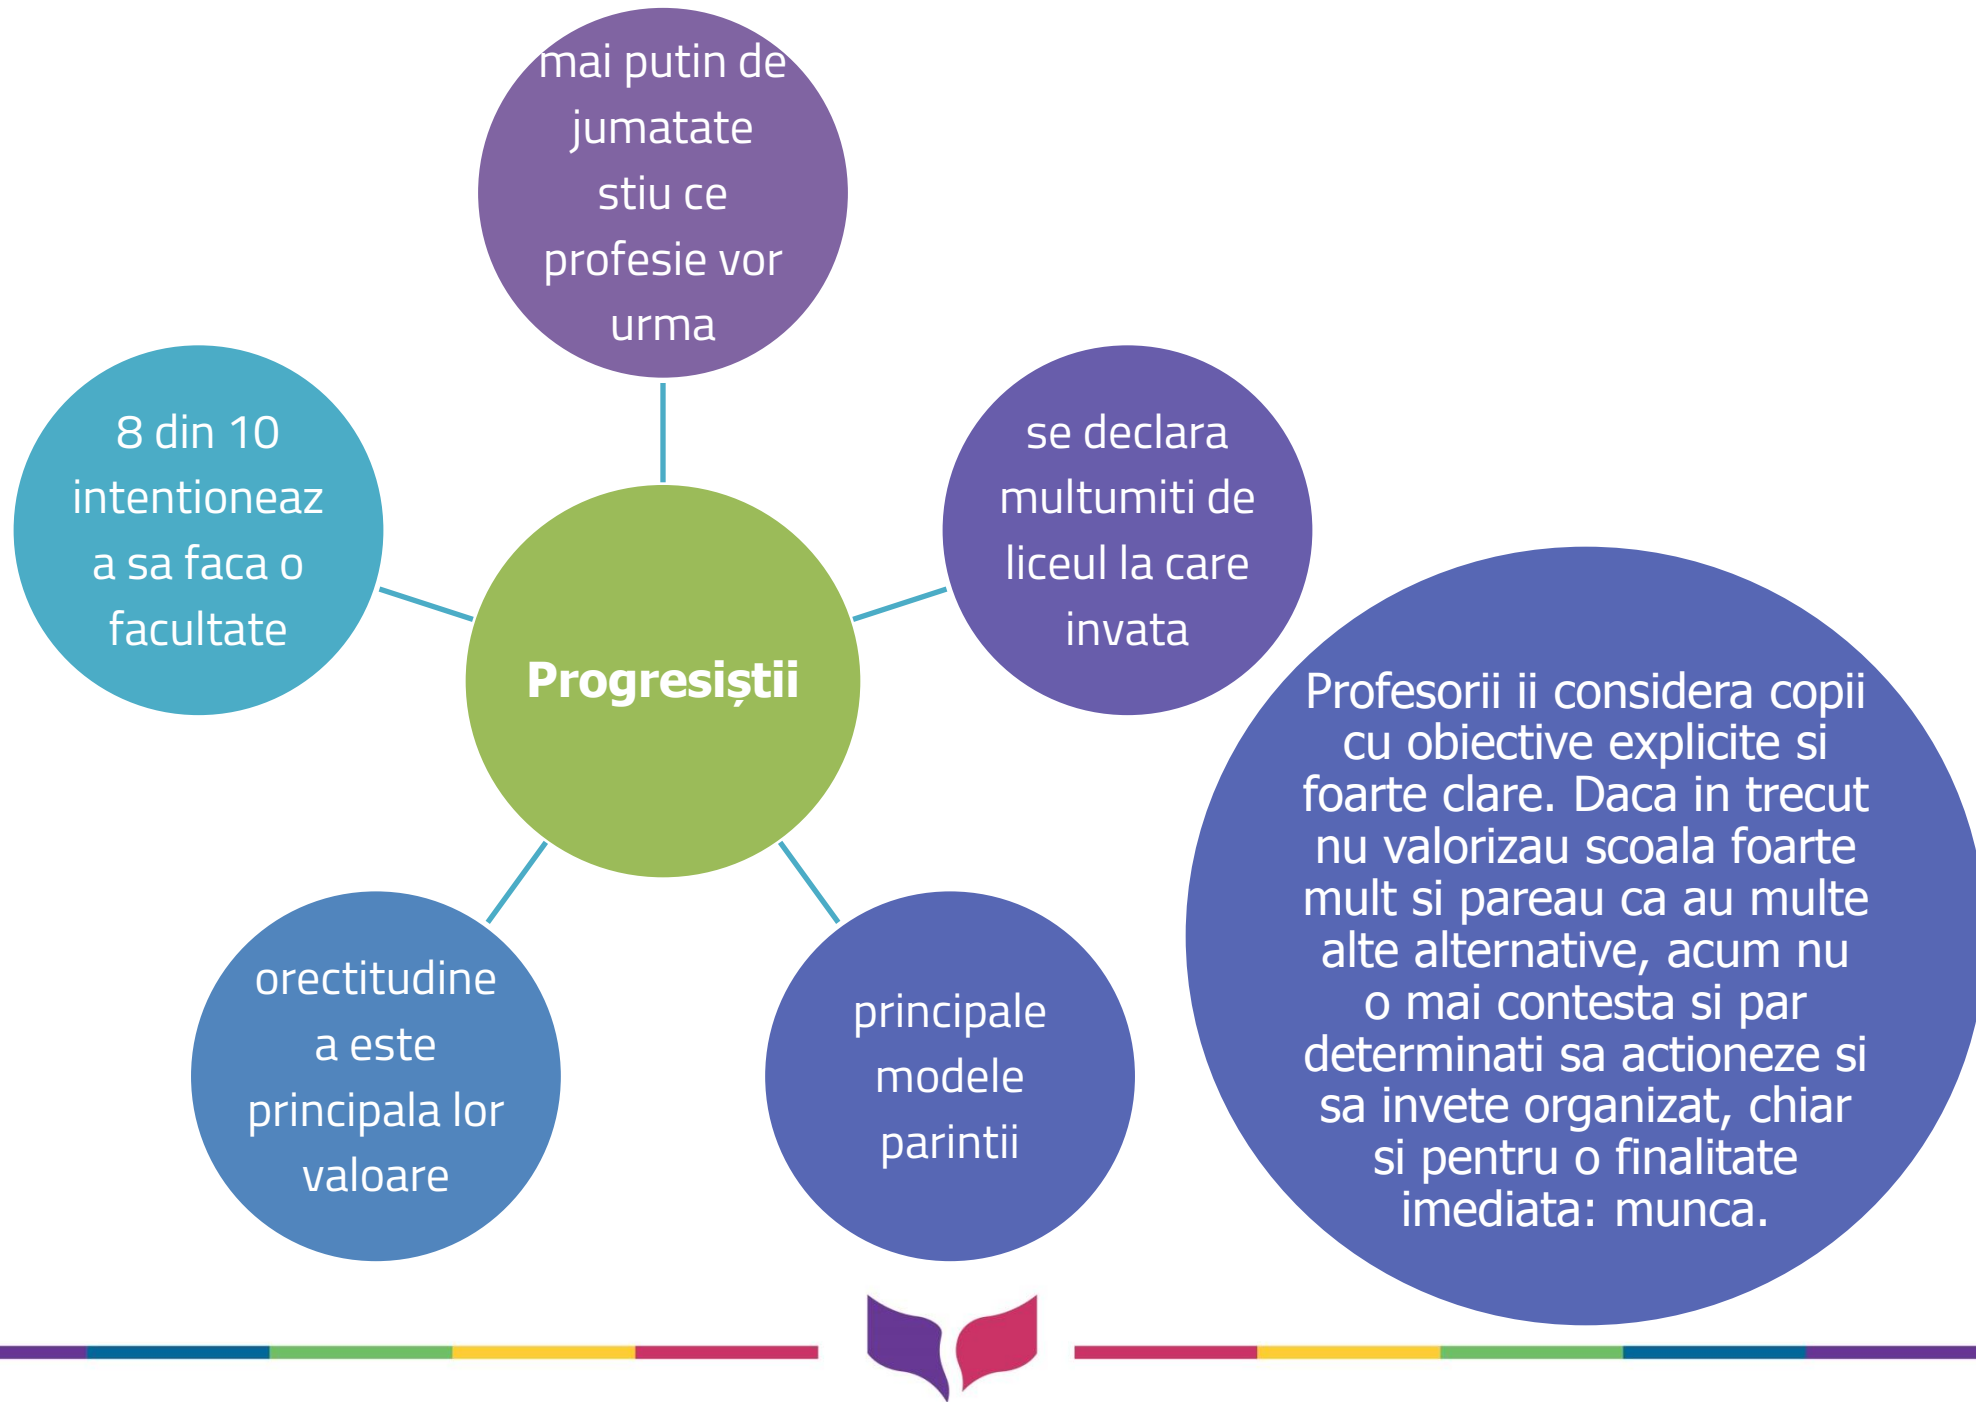 mai putin de
jumatate
stiu ce
profesie vor
urma
8 din 10
intentioneaz
a sa faca o
facultate
se declara
multumiti de
liceul la care
invata
Progresiștii
Profesorii ii considera copii
cu obiective explicite si
foarte clare. Daca in trecut
nu valorizau scoala foarte
mult si pareau ca au multe
alte alternative, acum nu
o mai contesta si par
determinati sa actioneze si
sa invete organizat, chiar
si pentru o finalitate
imediata: munca.
orectitudine
a este
principala lor
valoare
principale
modele
parintii